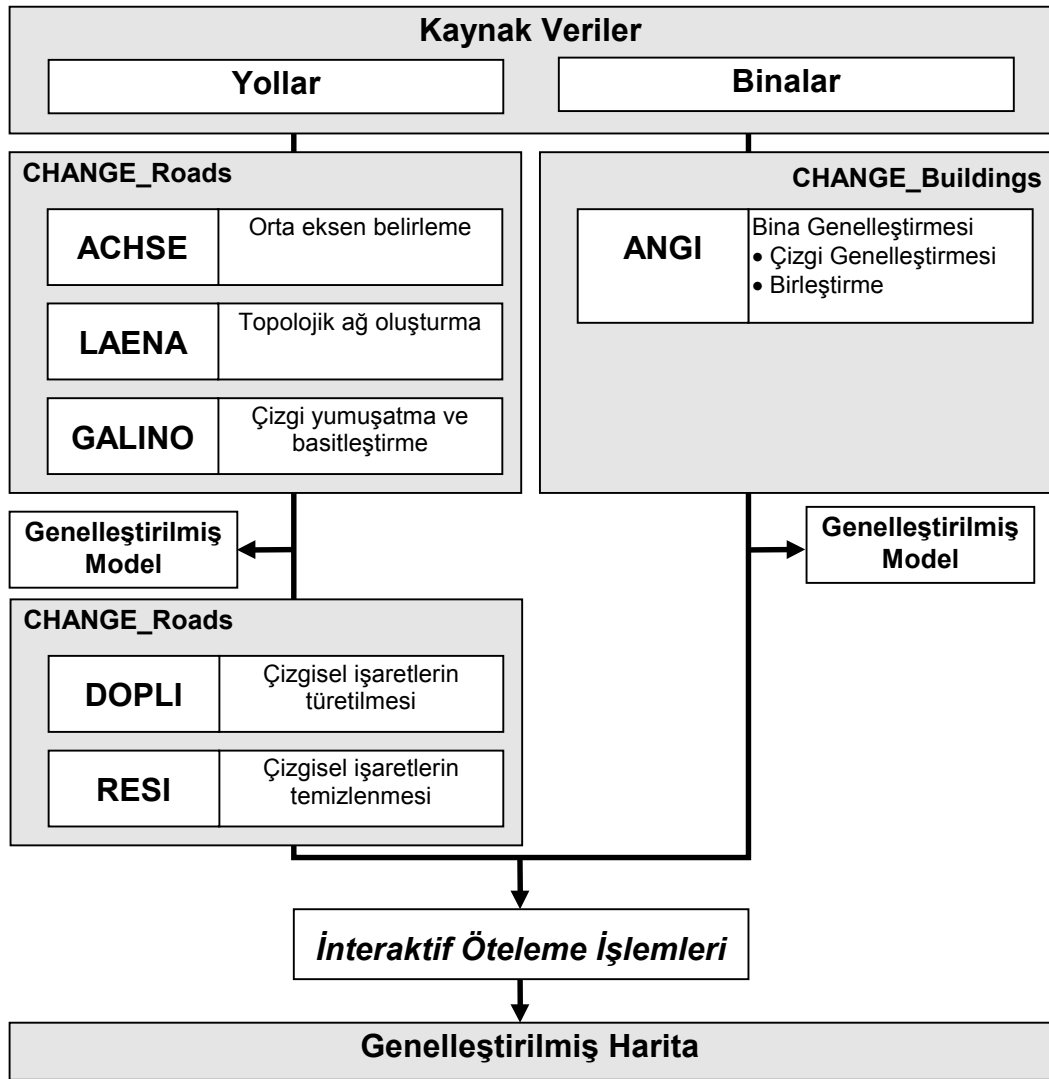 Kaynak Veriler
Yollar
Binalar
CHANGE_Roads
ACHSE
Orta eksen belirleme
LAENA
Topolojik ağ oluşturma
GALINO
Çizgi yumuşatma ve
basitleştirme
CHANGE_Buildings
ANGI
Bina Genelleştirmesi
• Çizgi Genelleştirmesi
• Birleştirme
Genelleştirilmiş
Model
Genelleştirilmiş
Model
CHANGE_Roads
DOPLI
Çizgisel işaretlerin
türetilmesi
RESI
Çizgisel işaretlerin
temizlenmesi
İnteraktif Öteleme İşlemleri
Genelleştirilmiş Harita